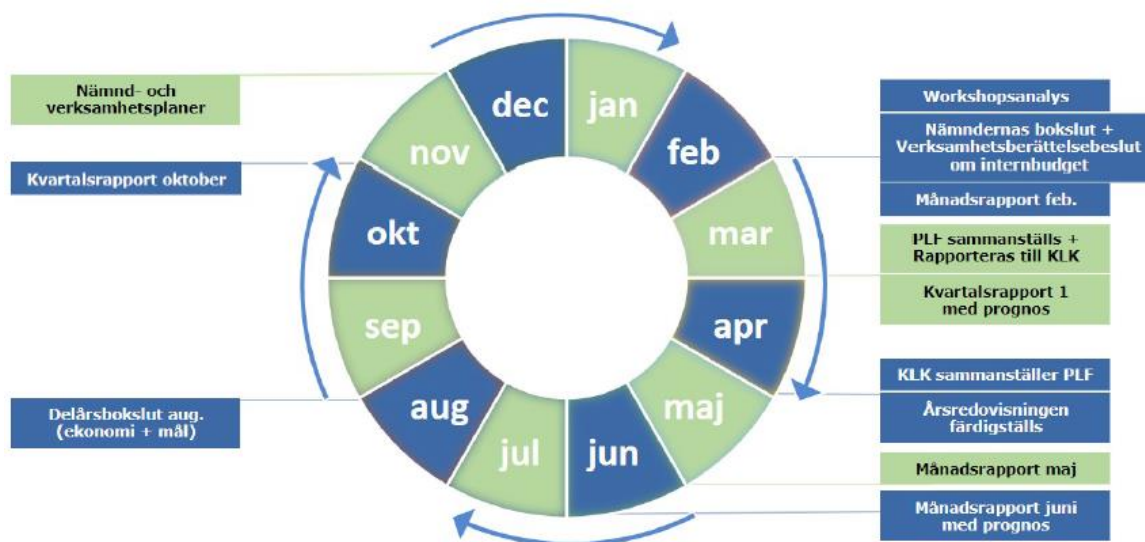 Nämnd- och
verksamhetsplaner
Kvartalsrapport oktober
Delårsbokslut aug.
(ekonomi + mål)
dec
jan
nov
feb
okt
mar
sep
apr
aug
maj
jul
jun
Workshopsanalys
Nämndernas bokslut +
Verksamhetsberättelsebeslut
om internbudget
Månadsrapport feb.
PLF sammanställs +
Rapporteras till KLK
Kvartalsrapport 1
med prognos
KLK sammanställer PLF
Årsredovisningen
färdigställs
Månadsrapport maj
Månadsrapport juni
med prognos